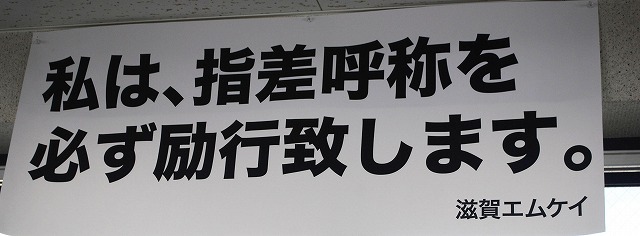 私は、指差呼称を
必ず励行致します。
滋賀エムケイ